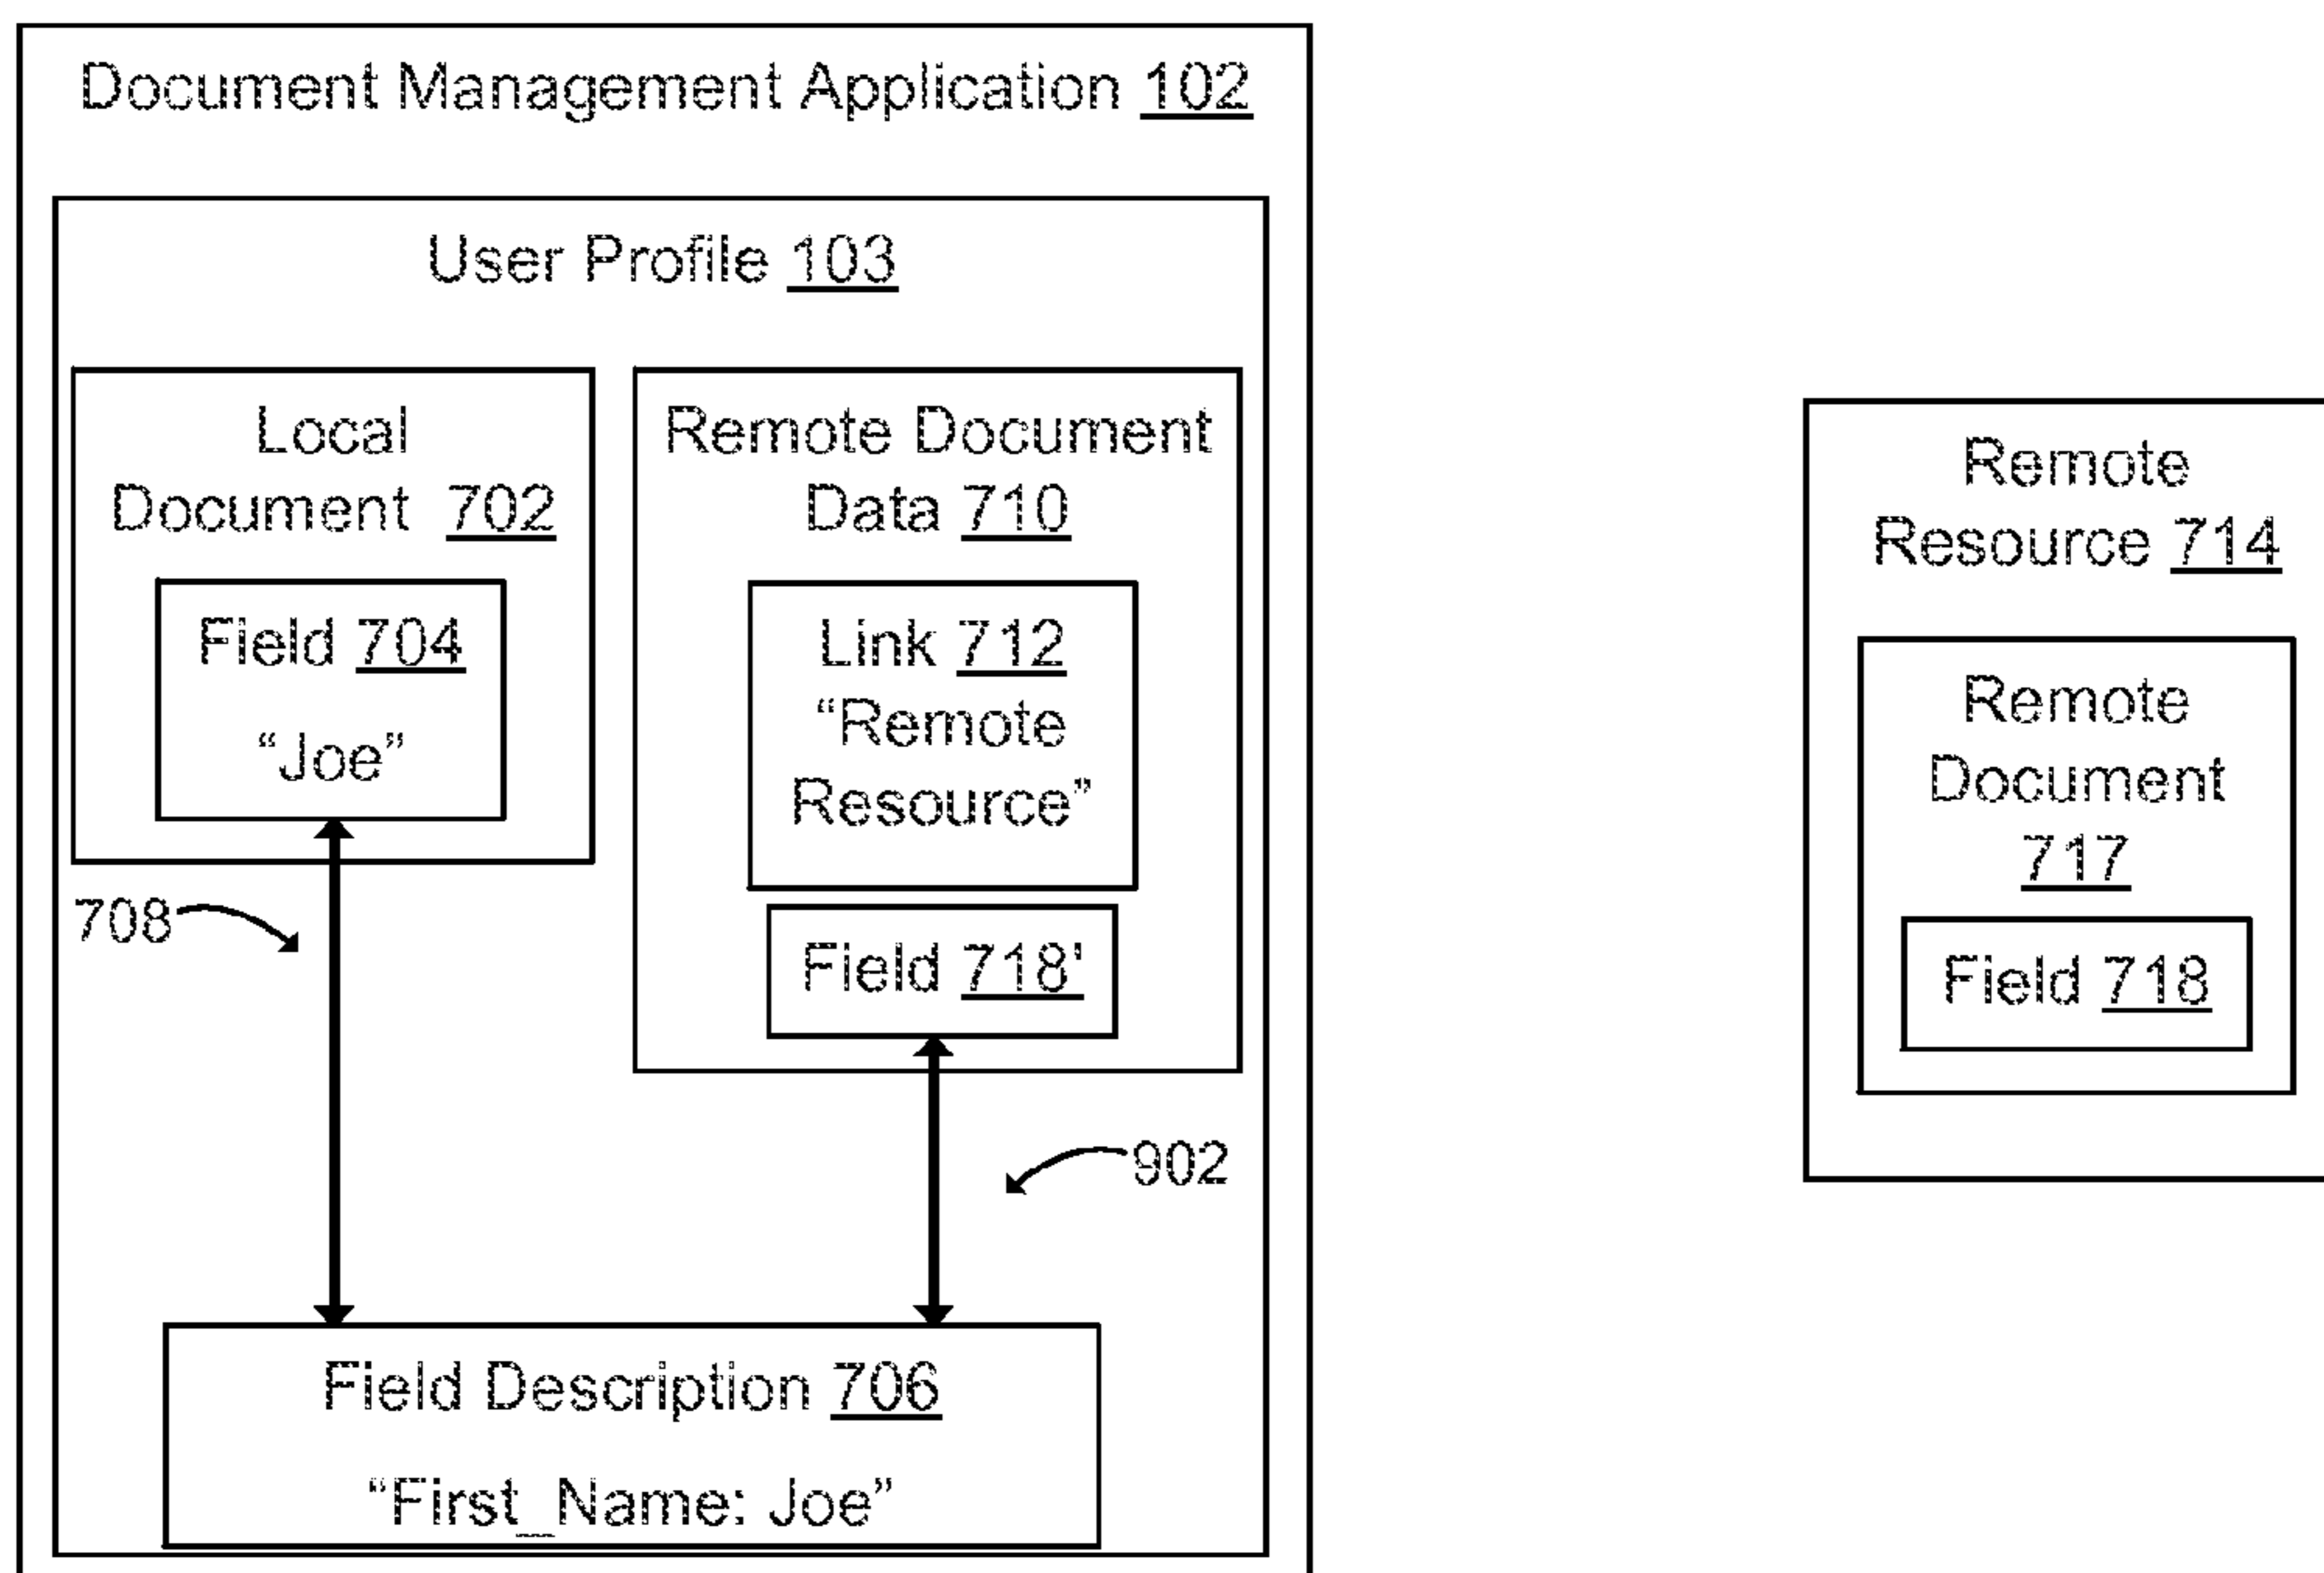 Document Management Application 102
User Profile 103
Local
Document 702
Field 704
“Joe”
Remote Document
Data 710
Link 712
“Remote
Resource”
Field 718'
708
902
Field Description 706
“First_Name: Joe”
Remote
Resource 714
Remote
Document
717
Field 718